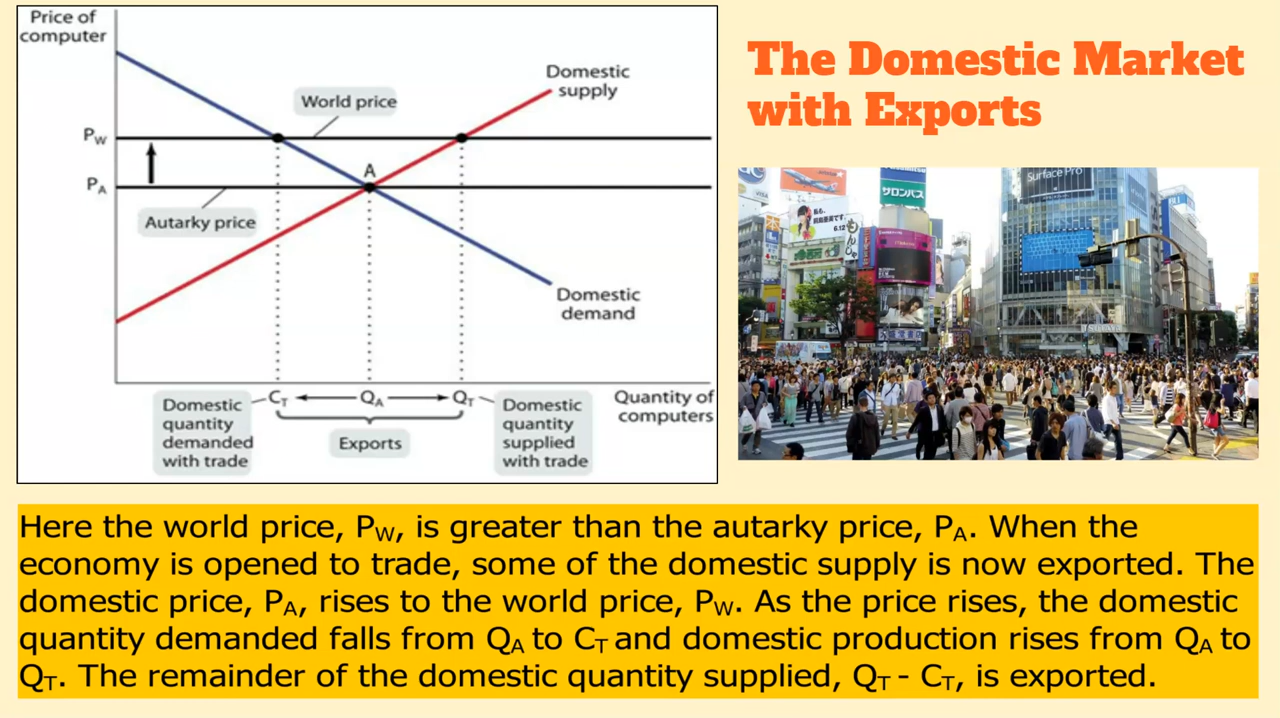 Price of
computer
Domestic
supply
World price
P_W
A
P_A
Autarky price
Domestic
demand
C_T
Q_A
Q_T
Quantity of
computers
Domestic
quantity
demanded
with trade
Exports
Domestic
quantity
supplied
with trade
The Domestic Market
with Exports
Surface Pro
VISA
サロンパス
6.12
Here the world price, P_W, is greater than the autarky price, P_A. When the
economy is opened to trade, some of the domestic supply is now exported. The
domestic price, P_A, rises to the world price, P_W. As the price rises, the domestic
quantity demanded falls from Q_A to C_T and domestic production rises from Q_A to
Q_T. The remainder of the domestic quantity supplied, Q_T - C_T, is exported.